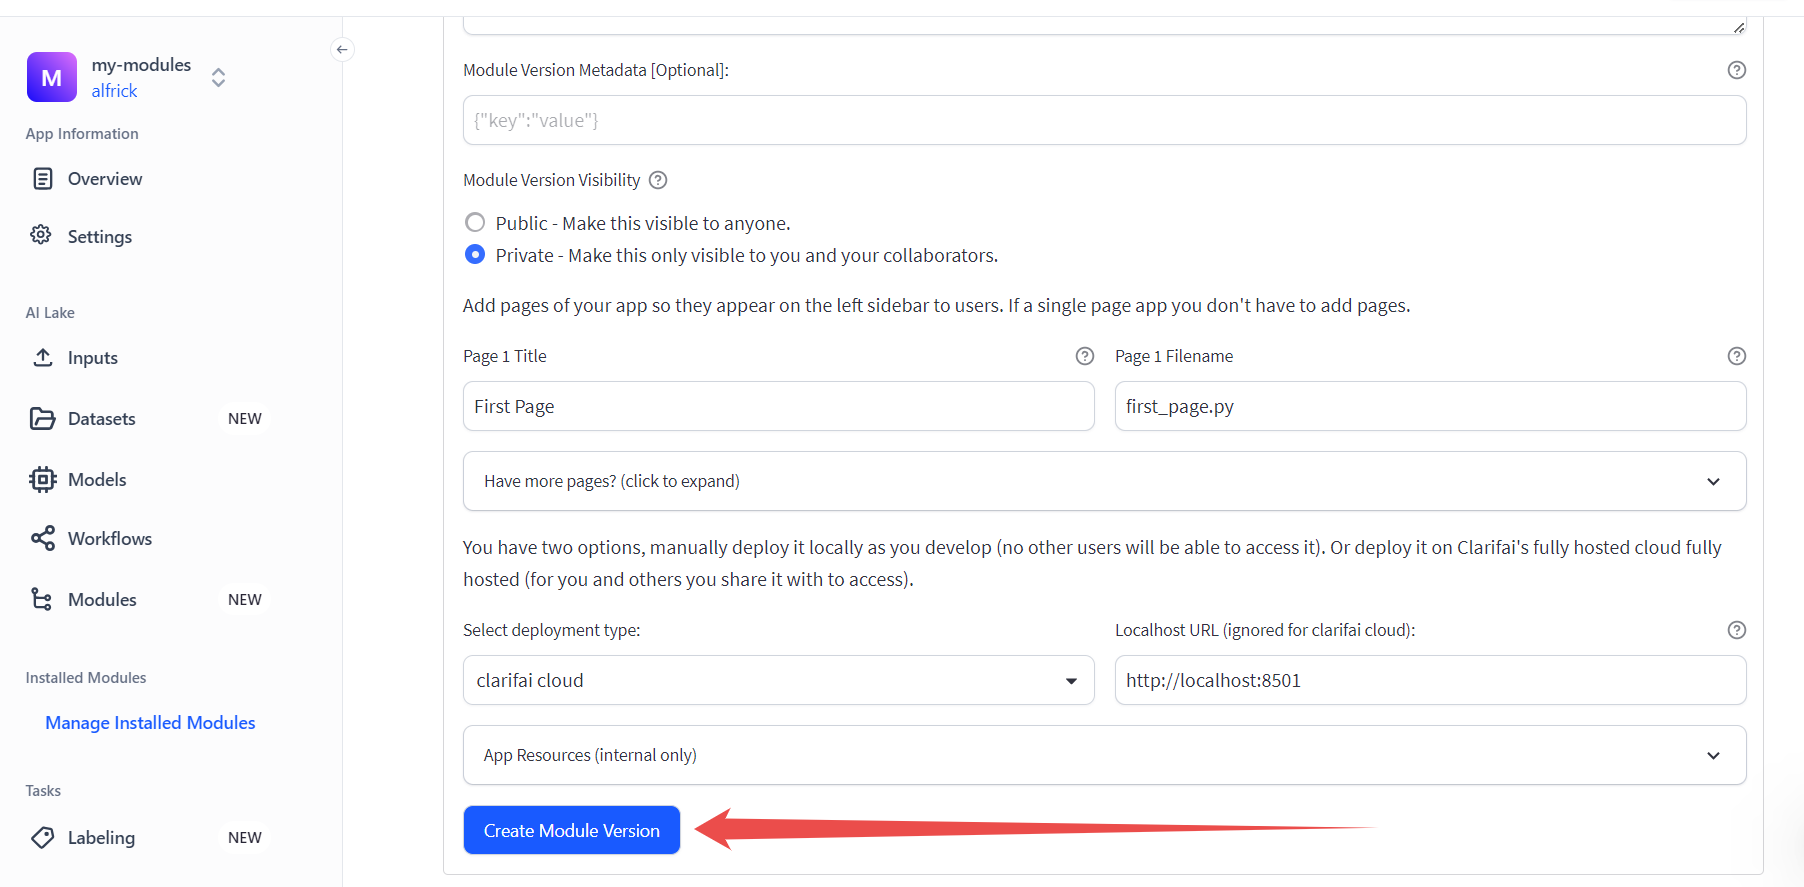 M
my-modules
alfrick
App Information
Overview
Settings
AI Lake
Inputs
Datasets NEW
Models
Workflows
Modules NEW
Installed Modules
Manage Installed Modules
Tasks
Labeling NEW
Module Version Metadata [Optional]:
{"key":"value"}
Module Version Visibility
Public - Make this visible to anyone.
Private - Make this only visible to you and your collaborators.
Add pages of your app so they appear on the left sidebar to users. If a single page app you don't have to add pages.
Page 1 Title
First Page
Page 1 Filename
first_page.py
Have more pages? (click to expand)
You have two options, manually deploy it locally as you develop (no other users will be able to access it). Or deploy it on Clarifai's fully hosted cloud fully
hosted (for you and others you share it with to access).
Select deployment type:
clarifai cloud
Localhost URL (ignored for clarifai cloud):
http://localhost:8501
App Resources (internal only)
Create Module Version